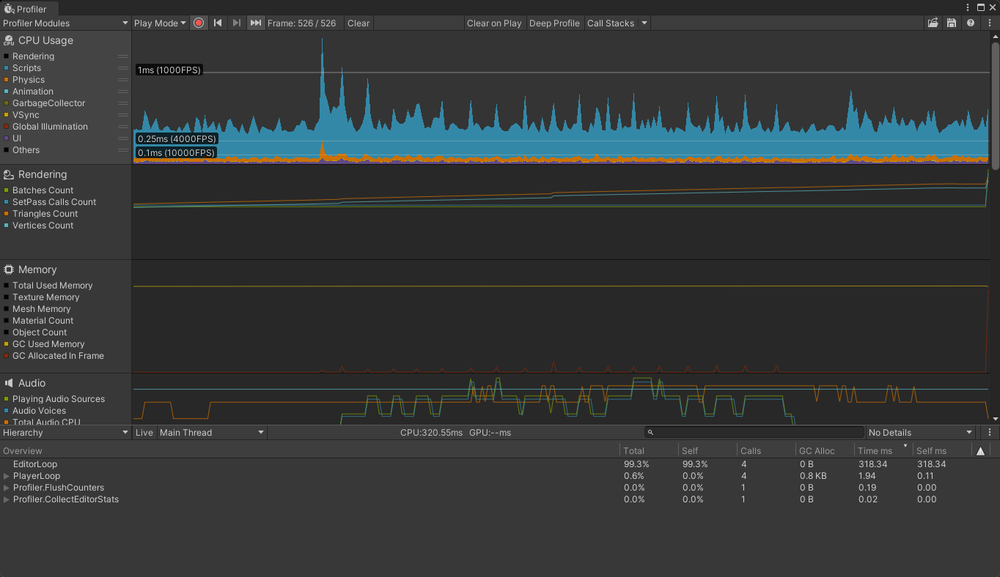 Profiler
Profiler Modules Play Mode Frame: 526 / 526 Clear Clear on Play Deep Profile Call Stacks
CPU Usage
Rendering
Scripts
Physics
Animation
GarbageCollector
VSync
Global Illumination
UI
Others
1ms (1000FPS)
0.25ms (4000FPS)
0.1ms (10000FPS)
Rendering
Batches Count
SetPass Calls Count
Triangles Count
Vertices Count
Memory
Total Used Memory
Texture Memory
Mesh Memory
Material Count
Object Count
GC Used Memory
GC Allocated In Frame
Audio
Playing Audio Sources
Audio Voices
Total Audio CPU
Hierarchy Live Main Thread CPU:320.55ms GPU:--ms No Details
Overview Total Self Calls GC Alloc Time ms Self ms
EditorLoop 99.3% 99.3% 4 0 B 318.34 318.34
PlayerLoop 0.6% 0.0% 4 0.8 KB 1.94 0.11
Profiler.FlushCounters 0.0% 0.0% 1 0 B 0.19 0.00
Profiler.CollectEditorStats 0.0% 0.0% 1 0 B 0.02 0.00